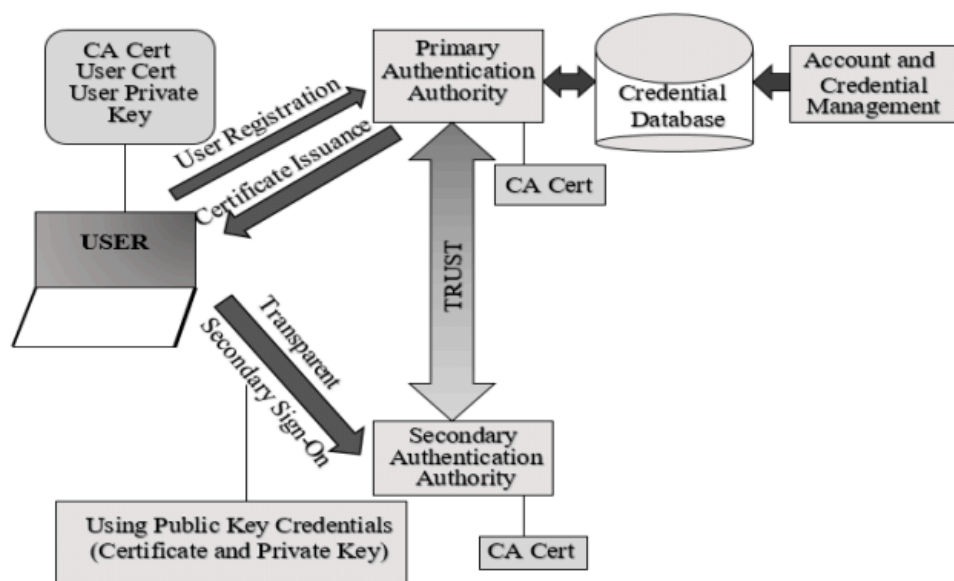 CA Cert
User Cert
User Private
Key
Primary
Authentication
Authority
Credential
Database
Account and
Credential
Management
User Registration
Certificate Issuance
CA Cert
USER
TRUST
Transparent
Secondary Sign-On
Secondary
Authentication
Authority
Using Public Key Credentials
(Certificate and Private Key)
CA Cert